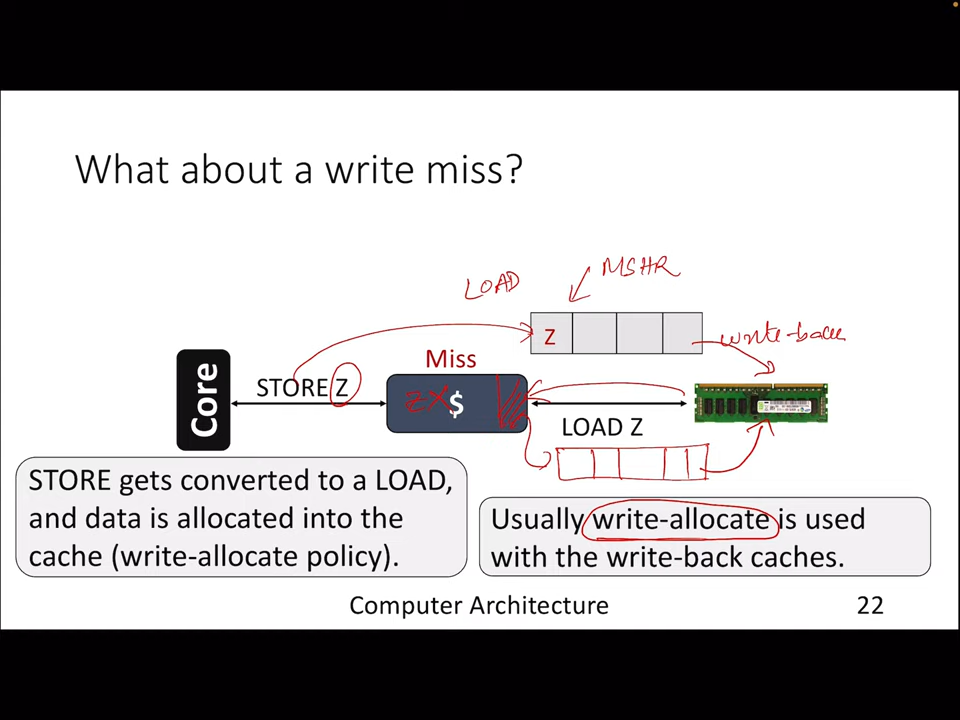 What about a write miss?
MSHR
LOAD
Z
write-back
Miss
Core
STORE Z
ZX $
LOAD Z
STORE gets converted to a LOAD,
and data is allocated into the
cache (write-allocate policy).
Usually write-allocate is used
with the write-back caches.
Computer Architecture
22